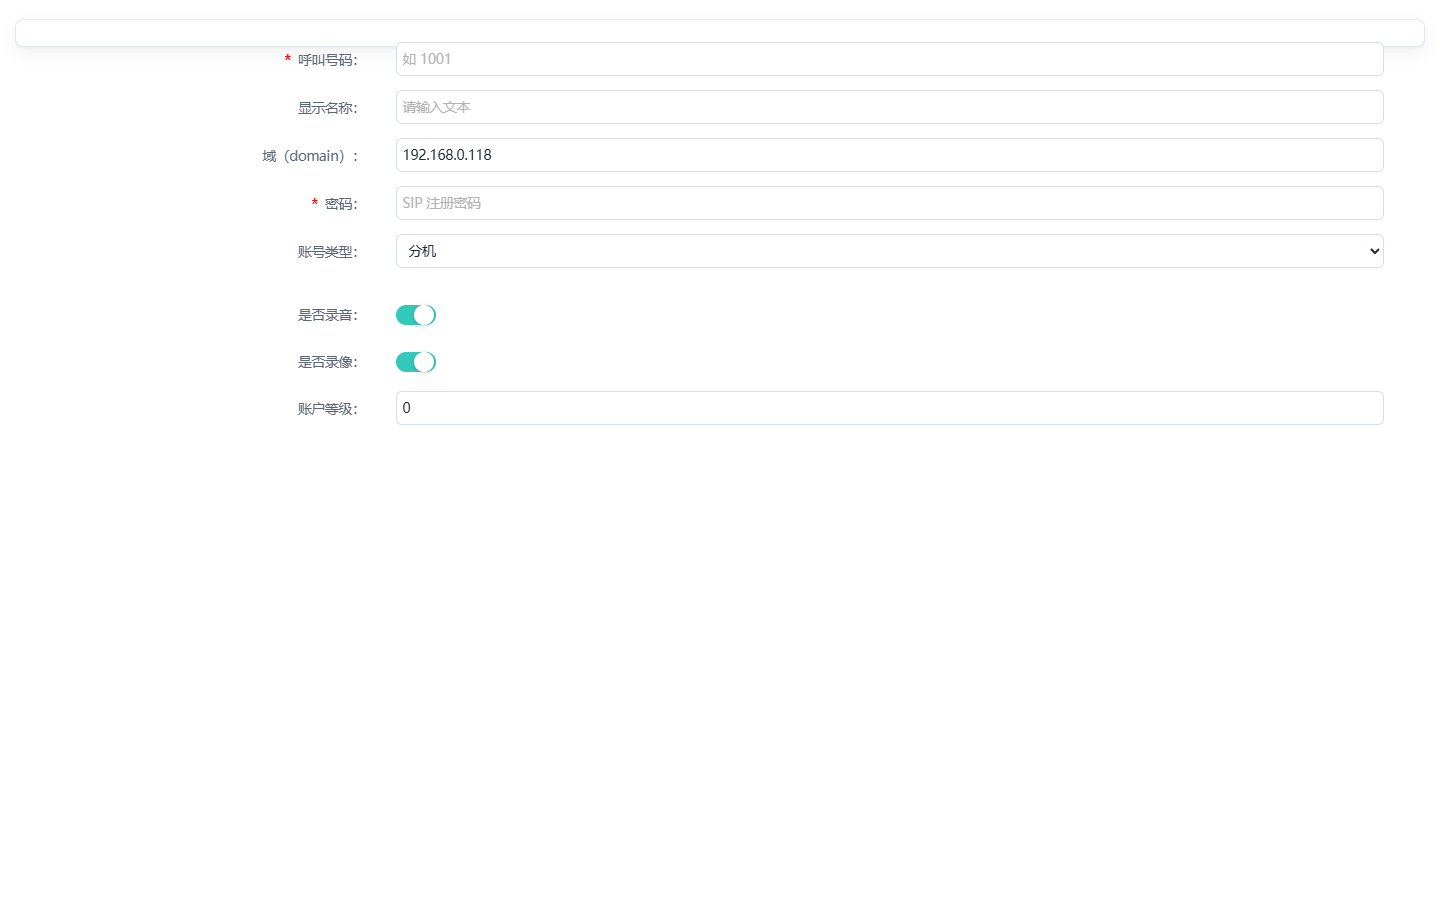 * 呼叫号码： 如 1001
显示名称： 请输入文本
域（domain）： 192.168.0.118
* 密码： SIP 注册密码
账号类型： 分机
是否录音：
是否录像：
账户等级： 0